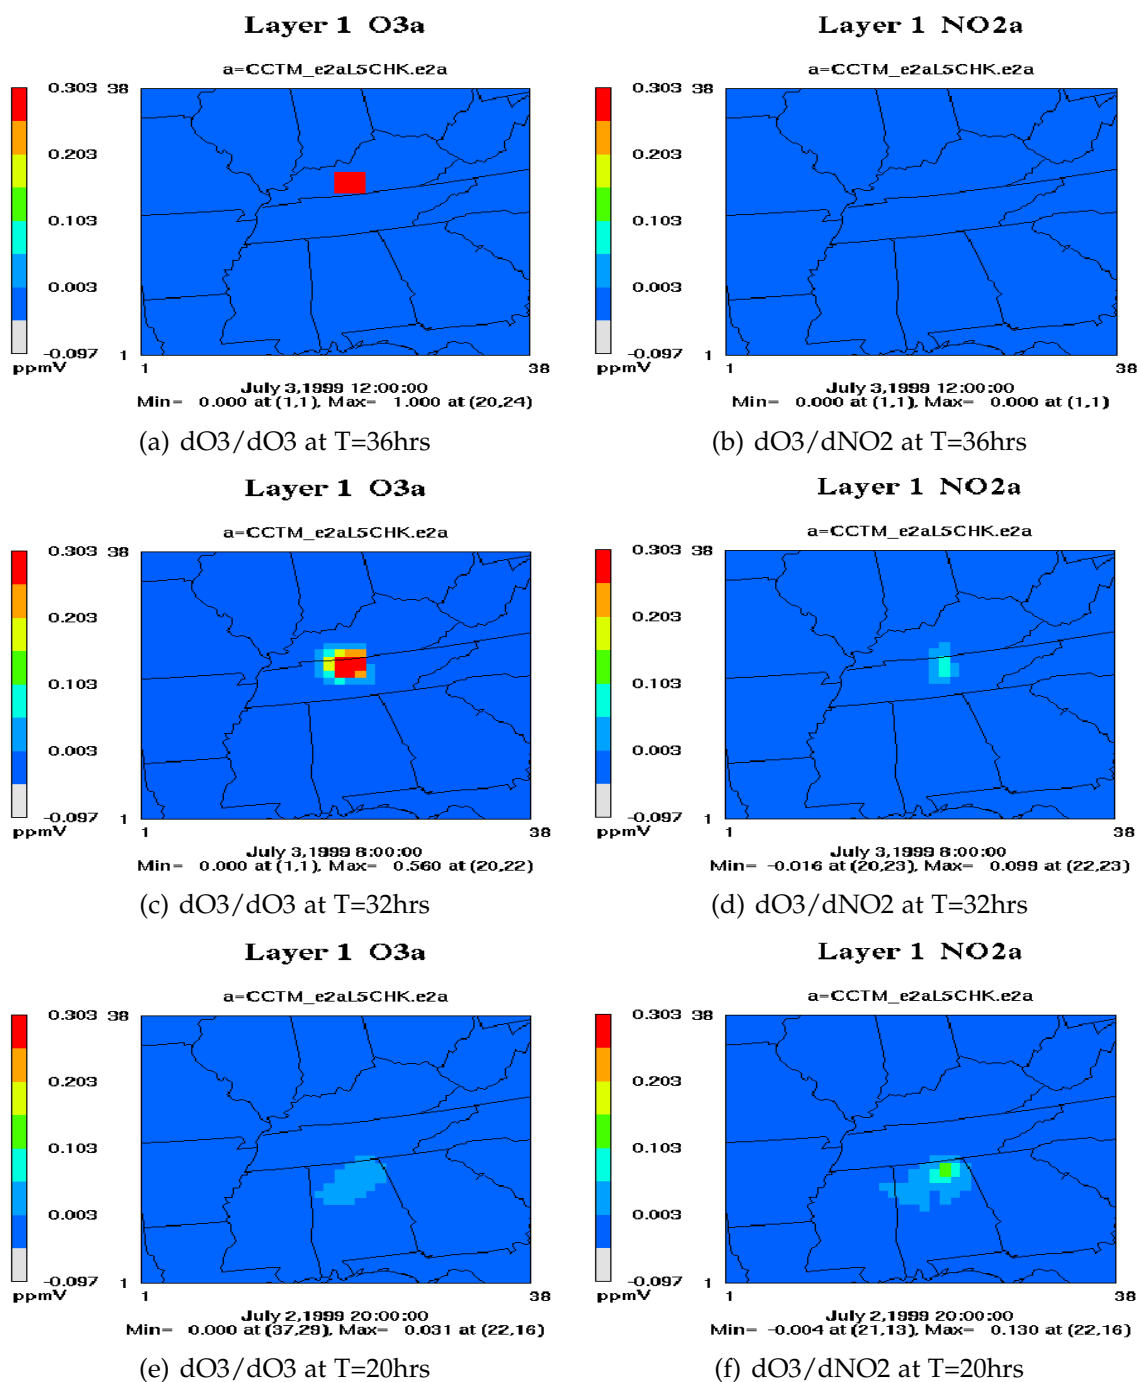 Layer 1 O3a
a=CCTM_e2aL5CHK.e2a
0.303
0.203
0.103
0.003
-0.097
ppmV
38
1
1
38
July 3,1999 12:00:00
Min= 0.000 at (1,1), Max= 1.000 at (20,24)
(a) dO3/dO3 at T=36hrs
Layer 1 NO2a
a=CCTM_e2aL5CHK.e2a
0.303
0.203
0.103
0.003
-0.097
ppmV
38
1
1
38
July 3,1999 12:00:00
Min= 0.000 at (1,1), Max= 0.000 at (1,1)
(b) dO3/dNO2 at T=36hrs
Layer 1 O3a
a=CCTM_e2aL5CHK.e2a
0.303
0.203
0.103
0.003
-0.097
ppmV
38
1
1
38
July 3,1999 8:00:00
Min= 0.000 at (1,1), Max= 0.560 at (20,22)
(c) dO3/dO3 at T=32hrs
Layer 1 NO2a
a=CCTM_e2aL5CHK.e2a
0.303
0.203
0.103
0.003
-0.097
ppmV
38
1
1
38
July 3,1999 8:00:00
Min= -0.016 at (20,23), Max= 0.099 at (22,23)
(d) dO3/dNO2 at T=32hrs
Layer 1 O3a
a=CCTM_e2aL5CHK.e2a
0.303
0.203
0.103
0.003
-0.097
ppmV
38
1
1
38
July 2,1999 20:00:00
Min= 0.000 at (37,29), Max= 0.031 at (22,16)
(e) dO3/dO3 at T=20hrs
Layer 1 NO2a
a=CCTM_e2aL5CHK.e2a
0.303
0.203
0.103
0.003
-0.097
ppmV
38
1
1
38
July 2,1999 20:00:00
Min= -0.004 at (21,13), Max= 0.130 at (22,16)
(f) dO3/dNO2 at T=20hrs